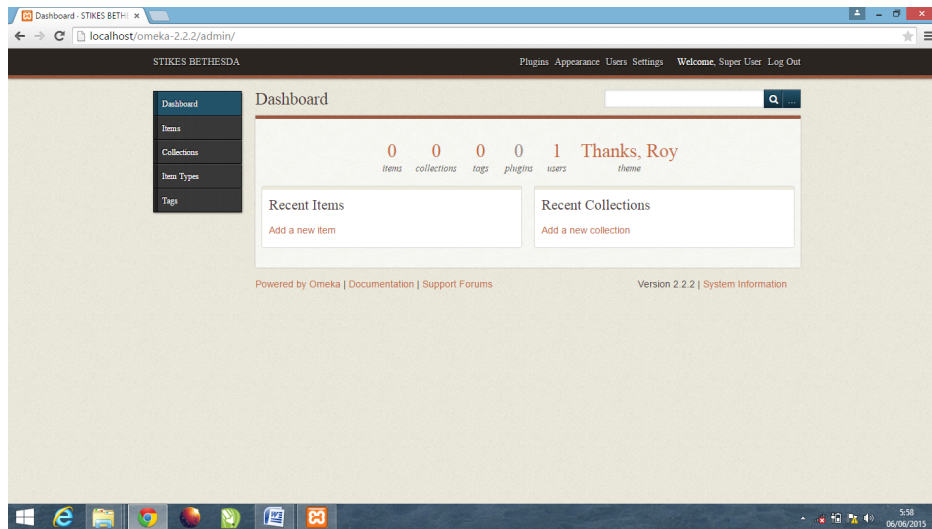 Dashboard · STIKES BETHE
localhost/omeka-2.2.2/admin/
STIKES BETHESDA
Plugins Appearance Users Settings Welcome, Super User Log Out
Dashboard
Items
Collections
Item Types
Tags
Dashboard
...
0 0 0 0 1 Thanks, Roy
items collections tags plugins users theme
Recent Items
Add a new item
Recent Collections
Add a new collection
Powered by Omeka | Documentation | Support Forums
Version 2.2.2 | System Information
5:58
06/06/2015